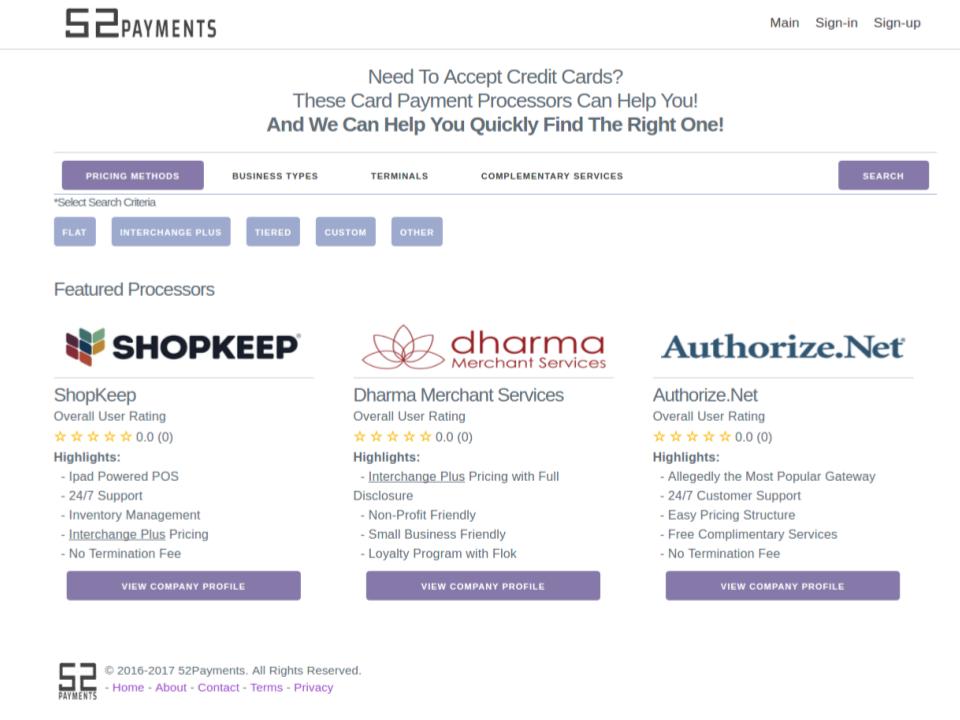 52 PAYMENTS
Main Sign-in Sign-up
Need To Accept Credit Cards?
These Card Payment Processors Can Help You!
And We Can Help You Quickly Find The Right One!
PRICING METHODS BUSINESS TYPES TERMINALS COMPLEMENTARY SERVICES SEARCH
*Select Search Criteria
FLAT INTERCHANGE PLUS TIERED CUSTOM OTHER
Featured Processors
SHOPKEEP®
ShopKeep
Overall User Rating
☆ ☆ ☆ ☆ ☆ 0.0 (0)
Highlights:
- Ipad Powered POS
- 24/7 Support
- Inventory Management
- Interchange Plus Pricing
- No Termination Fee
VIEW COMPANY PROFILE
dharma
Merchant Services
Dharma Merchant Services
Overall User Rating
☆ ☆ ☆ ☆ ☆ 0.0 (0)
Highlights:
- Interchange Plus Pricing with Full
Disclosure
- Non-Profit Friendly
- Small Business Friendly
- Loyalty Program with Flok
VIEW COMPANY PROFILE
Authorize.Net®
Authorize.Net
Overall User Rating
☆ ☆ ☆ ☆ ☆ 0.0 (0)
Highlights:
- Allegedly the Most Popular Gateway
- 24/7 Customer Support
- Easy Pricing Structure
- Free Complimentary Services
- No Termination Fee
VIEW COMPANY PROFILE
52
PAYMENTS
© 2016-2017 52Payments. All Rights Reserved.
- Home - About - Contact - Terms - Privacy